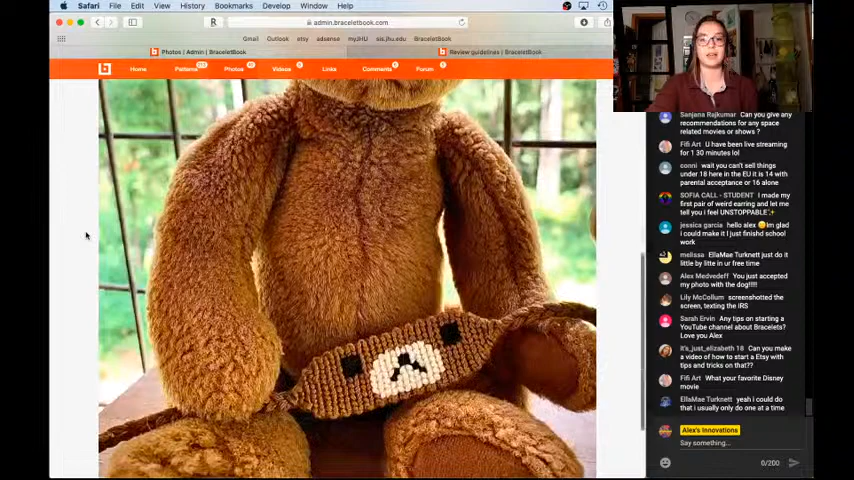 Safari File Edit View History Bookmarks Develop Window Help
admin.braceletbook.com
Gmail Outlook etsy adsense myJHU sis.jhu.edu BraceletBook
Photos | Admin | BraceletBook Review guidelines | BraceletBook
Home Patterns Photos Videos Links Comments Forum
Sanjana Rajkumar Can you give any
recommendations for any space
related movies or shows ?
Fifi Art U have been live streaming
for 1 30 minutes lol
conni wait you can't sell things
under 18 here in the EU it is 14 with
parental acceptance or 16 alone
SOFIA CALL - STUDENT I made my
first pair of weird earring and let me
tell you i feel UNSTOPPABLE
jessica garcia hello alex Im glad
i could make it I just finishd school
work
melissa EllaMae Turknett just do it
little by litte in ur free time
Alex Medvedeff You just accepted
my photo with the dog!!!!!
Lily McCollum screenshotted the
screen, texting the IRS
Sarah Ervin Any tips on starting a
YouTube channel about Bracelets?
Love you Alex
it's_just_elizabeth 18 Can you make
a video of how to start a Etsy with
tips and tricks on that??
Fifi Art What your favorite Disney
movie
EllaMae Turknett yeah i could do
that i usually only do one at a time
Alex's Innovations
Say something...
0/200